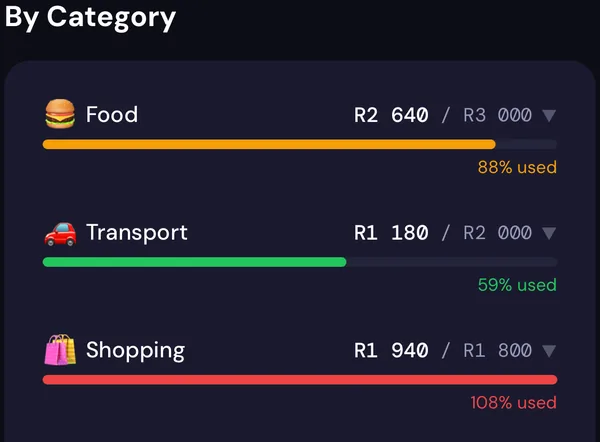 By Category
Food R2 640 / R3 000 ▼
88% used
Transport R1 180 / R2 000 ▼
59% used
Shopping R1 940 / R1 800 ▼
108% used